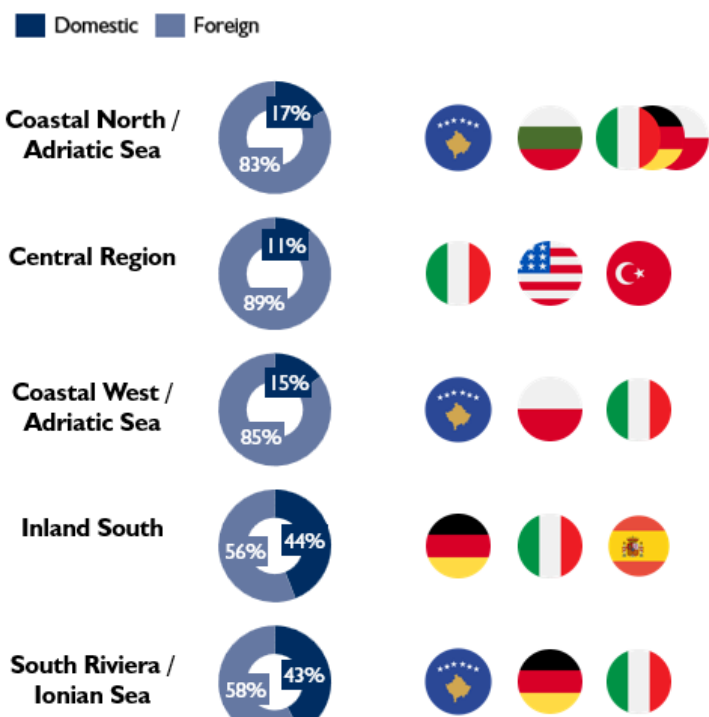 Domestic Foreign
Coastal North /
Adriatic Sea
17%
83%
Central Region
11%
89%
Coastal West /
Adriatic Sea
15%
85%
Inland South
56%
44%
South Riviera /
Ionian Sea
43%
58%